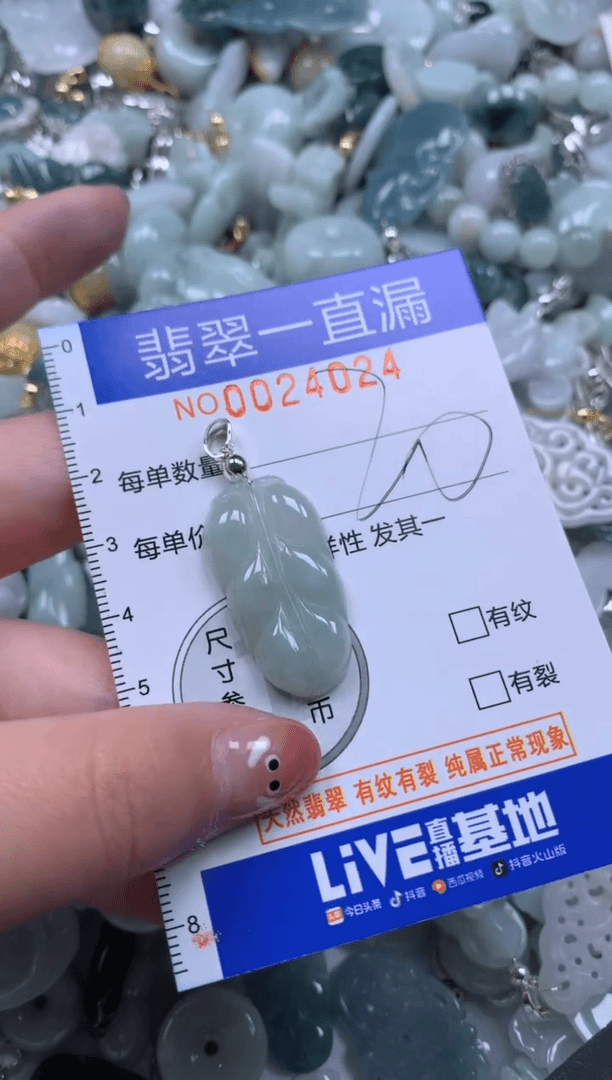 0
翡翠一直漏
1
NO0024024
2
每单数量
3
每单价
样性 发其一
4
有纹
尺寸参
币
5
有裂
天然翡翠 有纹有裂 纯属正常现象
LiVE直播基地
8
今日头条 抖音 西瓜视频 抖音火山版